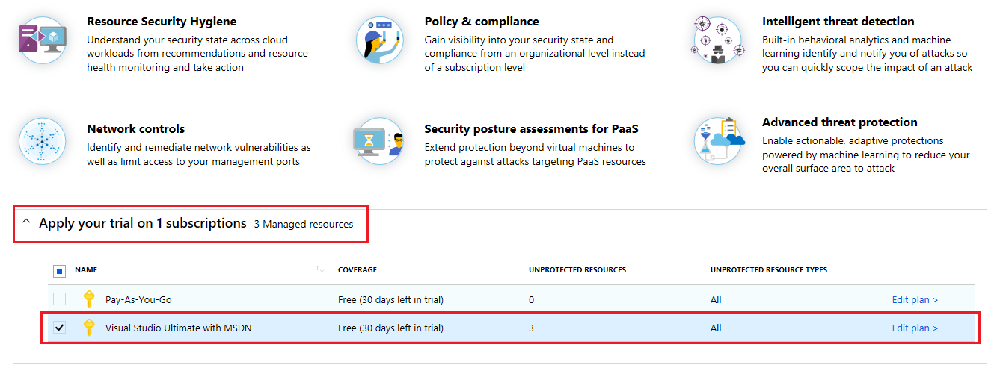 Resource Security Hygiene
Understand your security state across cloud
workloads from recommendations and resource
health monitoring and take action
Policy & compliance
Gain visibility into your security state and
compliance from an organizational level instead
of a subscription level
Intelligent threat detection
Built-in behavioral analytics and machine
learning identify and notify you of attacks so
you can quickly scope the impact of an attack
Network controls
Identify and remediate network vulnerabilities as
well as limit access to your management ports
Security posture assessments for PaaS
Extend protection beyond virtual machines to
protect against attacks targeting PaaS resources
Advanced threat protection
Enable actionable, adaptive protections
powered by machine learning to reduce your
overall surface area to attack
Apply your trial on 1 subscriptions 3 Managed resources
NAME COVERAGE UNPROTECTED RESOURCES UNPROTECTED RESOURCE TYPES
Pay-As-You-Go Free (30 days left in trial) 0 All Edit plan >
Visual Studio Ultimate with MSDN Free (30 days left in trial) 3 All Edit plan >